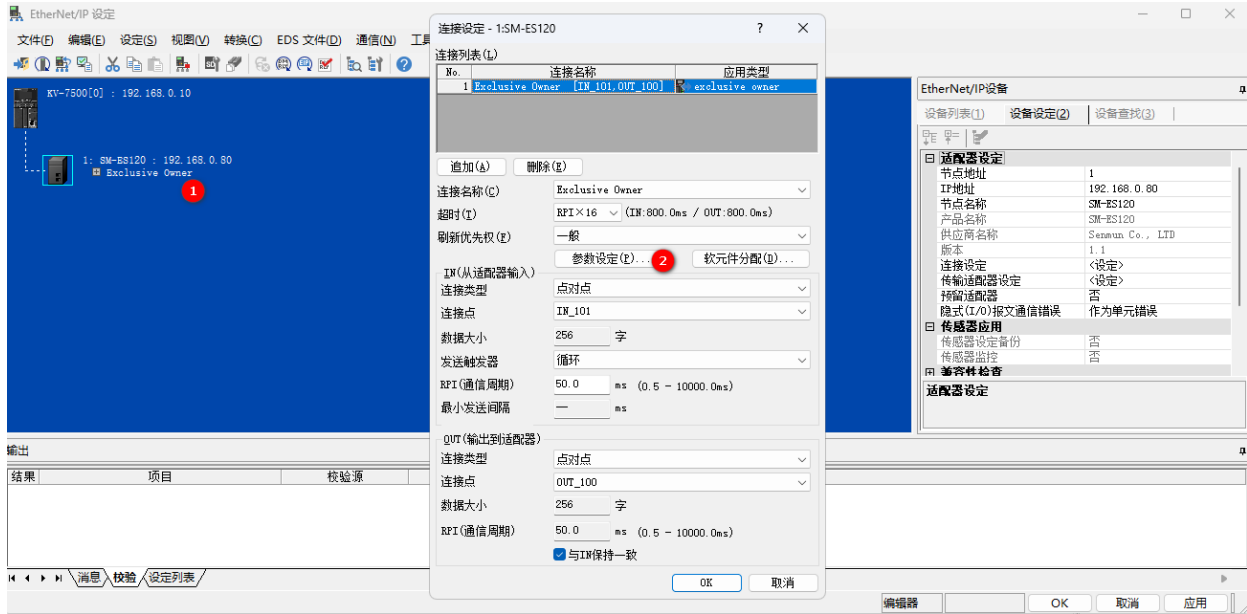 EtherNet/IP 设定
文件(F) 编辑(E) 设定(S) 视图(V) 转换(C) EDS 文件(D) 通信(N) 工具
KV-7500[0] : 192.168.0.10
1: SM-ES120 : 192.168.0.80
Exclusive Owner
1
连接设定 - 1:SM-ES120
连接列表(L)
No. 连接名称 应用类型
1 Exclusive Owner [IN_101,OUT_100] exclusive owner
追加(A) 删除(R)
连接名称(C) Exclusive Owner
超时(T) RPI×16 (IN:800.0ms / OUT:800.0ms)
刷新优先权(F) 一般
参数设定(P)... 2 软元件分配(D)...
IN(从适配器输入)
连接类型 点对点
连接点 IN_101
数据大小 256 字
发送触发器 循环
RPI(通信周期) 50.0 ms (0.5 - 10000.0ms)
最小发送间隔 — ms
OUT(输出到适配器)
连接类型 点对点
连接点 OUT_100
数据大小 256 字
RPI(通信周期) 50.0 ms (0.5 - 10000.0ms)
与IN保持一致
OK 取消
EtherNet/IP设备
设备列表(1) 设备设定(2) 设备查找(3)
适配器设定
节点地址 1
IP地址 192.168.0.80
节点名称 SM-ES120
产品名称 SM-ES120
供应商名称 Senmun Co., LTD
版本 1.1
连接设定 <设定>
传输适配器设定 <设定>
预留适配器 否
隐式(I/O)报文通信错误 作为单元错误
传感器应用
传感器设定备份 否
传感器监控 否
兼容性检查
适配器设定
输出
结果 项目 校验源
消息 校验 设定列表
编辑器 OK 取消 应用